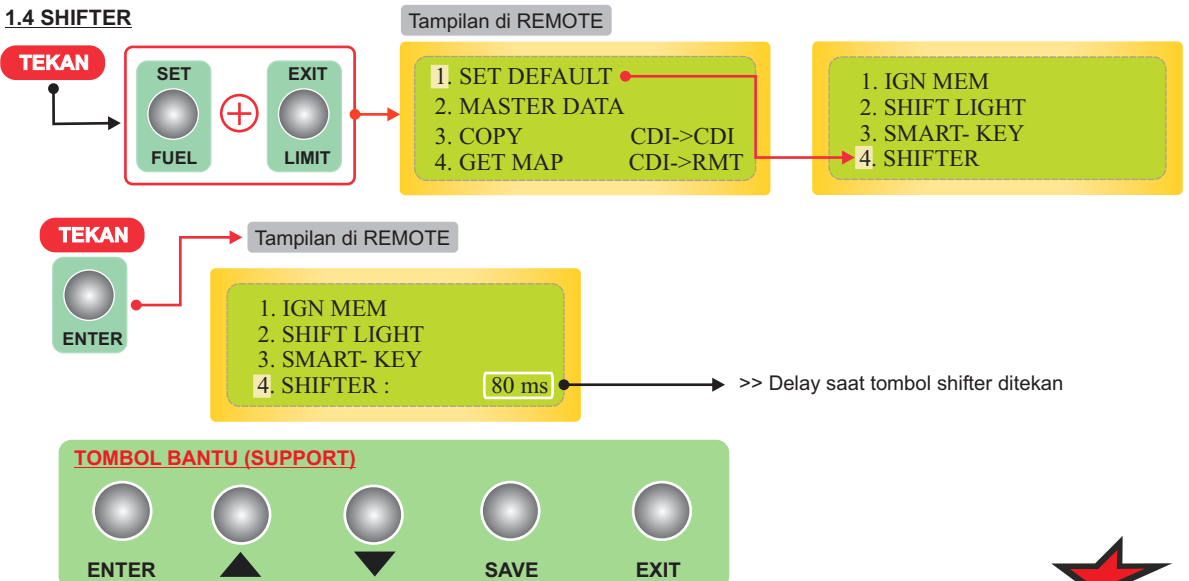 1.4 SHIFTER
Tampilan di REMOTE
TEKAN
SET
FUEL
EXIT
LIMIT
1. SET DEFAULT
2. MASTER DATA
3. COPY CDI->CDI
4. GET MAP CDI->RMT
1. IGN MEM
2. SHIFT LIGHT
3. SMART- KEY
4. SHIFTER
TEKAN
ENTER
Tampilan di REMOTE
1. IGN MEM
2. SHIFT LIGHT
3. SMART- KEY
4. SHIFTER : 80 ms
>> Delay saat tombol shifter ditekan
TOMBOL BANTU (SUPPORT)
ENTER
SAVE
EXIT